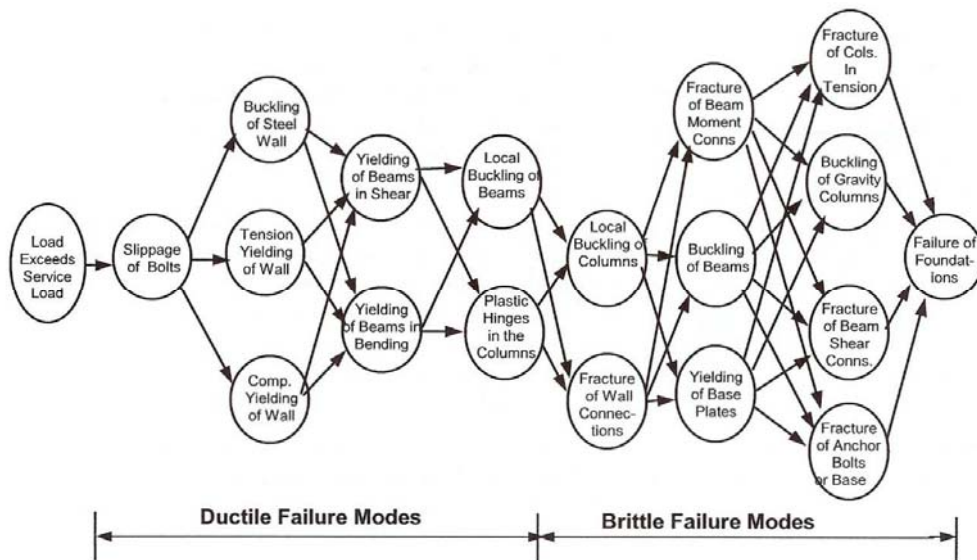 Load
Exceeds
Service
Load
Slippage
of Bolts
Buckling
of Steel
Wall
Tension
Yielding
of Wall
Comp.
Yielding
of Wall
Yielding
of Beams
in Shear
Yielding
of Beams in
Bending
Local
Buckling of
Beams
Plastic
Hinges
in the
Columns
Local
Buckling of
Columns
Fracture
of Wall
Connec-
tions
Fracture
of Beam
Moment
Conns
Buckling
of Beams
Yielding
of Base
Plates
Fracture
of Cols.
In
Tension
Buckling
of Gravity
Columns
Fracture
of Beam
Shear
Conns.
Fracture
of Anchor
Bolts
or Base
Failure of
Foundat-
ions
Ductile Failure Modes
Brittle Failure Modes